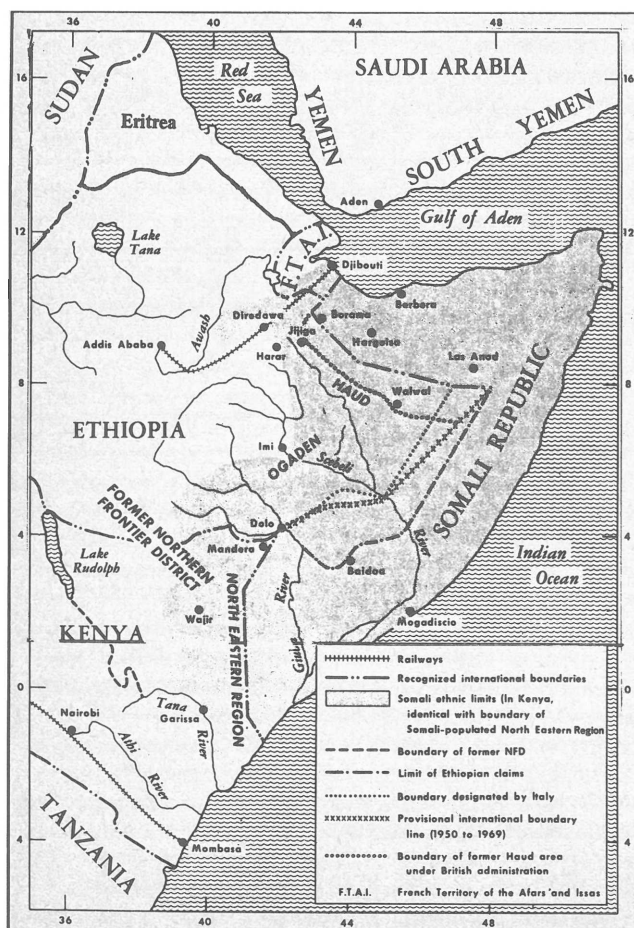 36
40
44
48
16
16
SUDAN
Red
Sea
SAUDI ARABIA
Eritrea
YEMEN
SOUTH YEMEN
Aden
Gulf of Aden
12
12
Lake
Tana
F.T.A.I.
Djibouti
Awash
Diredawa
Borama
Berbera
Addis Ababa
Jijiga
Hargeisa
Harar
Las Anod
8
8
HAUD
Walwal
ETHIOPIA
Imi
OGADEN
Scebeli
SOMALI REPUBLIC
FORMER NORTHERN
FRONTIER DISTRICT
Dolo
4
4
Mandera
River
Lake
Rudolph
Baidoa
Indian
Ocean
NORTH EASTERN REGION
River
Wajir
Mogadiscio
KENYA
Giuba
0
0
Tana
Garissa
River
Nairobi
Athi
River
TANZANIA
Mombasa
4
4
Railways
Recognized international boundaries
Somali ethnic limits (In Kenya,
identical with boundary of
Somali-populated North Eastern Region
Boundary of former NFD
Limit of Ethiopian claims
Boundary designated by Italy
Provisional international boundary
line (1950 to 1969)
Boundary of former Haud area
under British administration
F.T.A.I. French Territory of the Afars and Issas
36
40
44
48